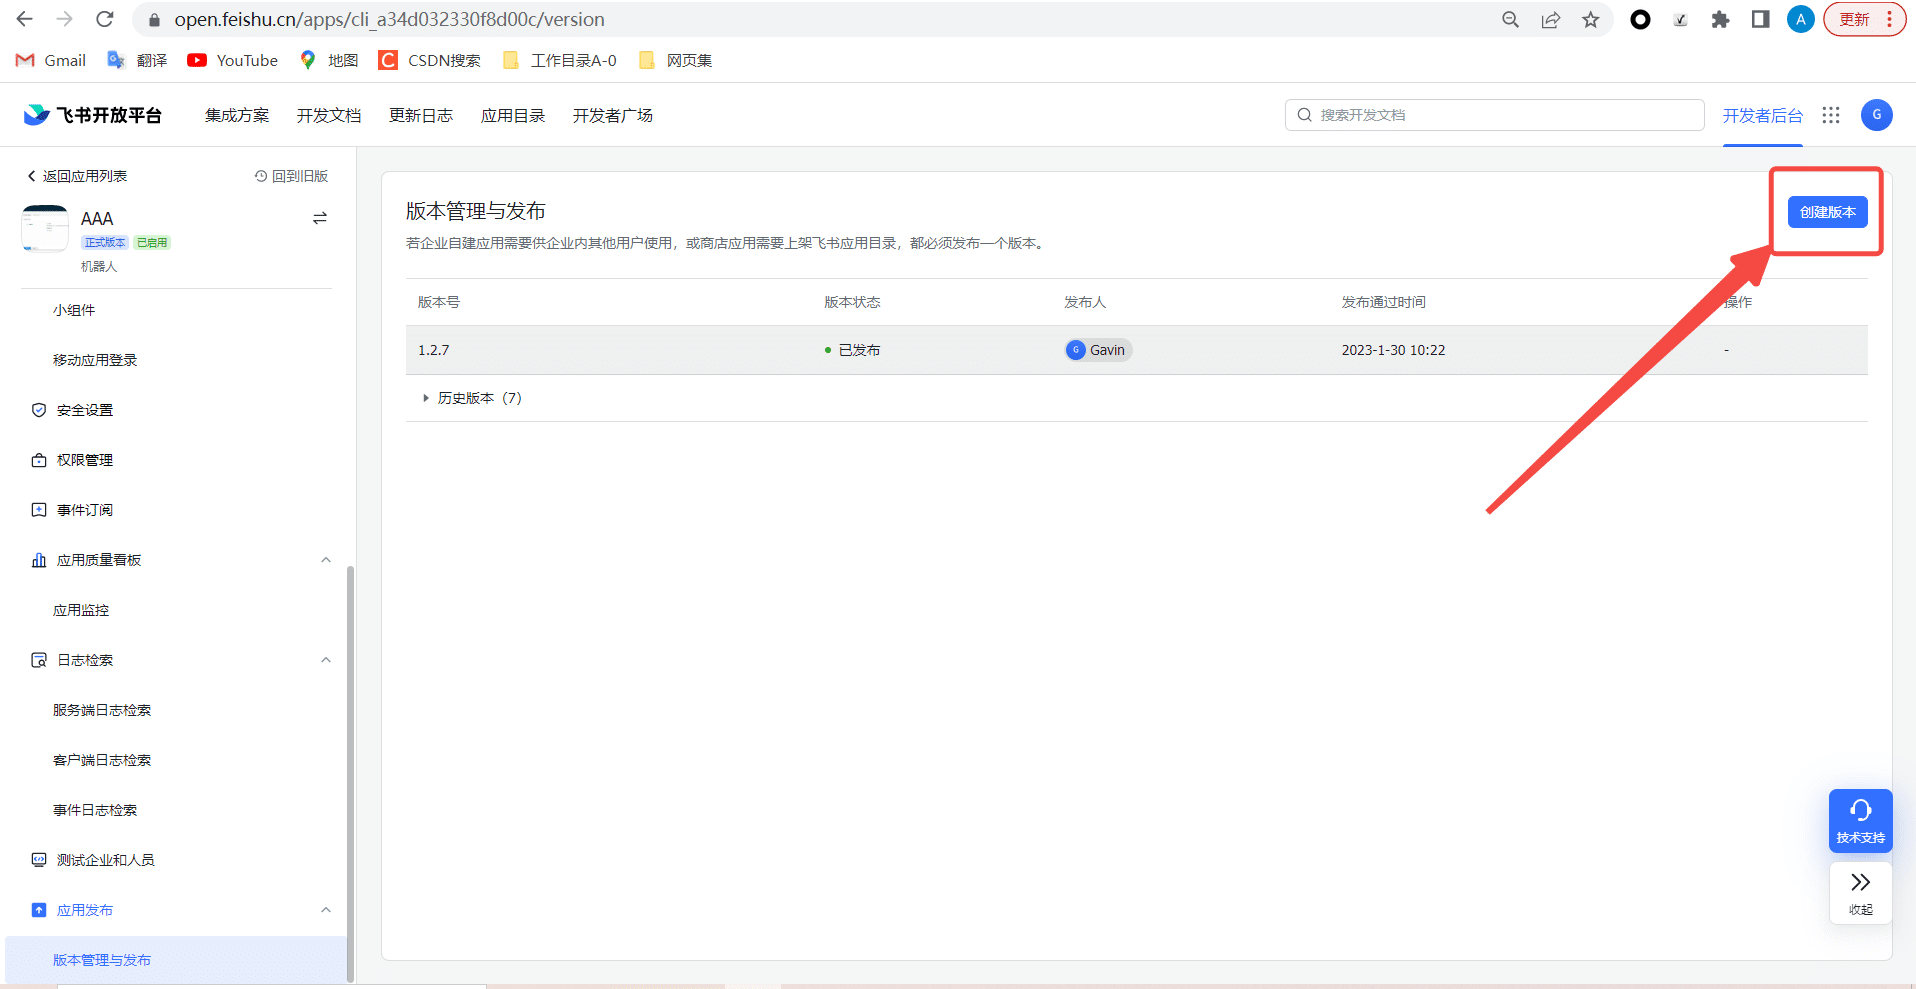 open.feishu.cn/apps/cli_a34d032330f8d00c/version
A
更新
Gmail
翻译
YouTube
地图
CSDN搜索
工作目录A-0
网页集
飞书开放平台
集成方案
开发文档
更新日志
应用目录
开发者广场
搜索开发文档
开发者后台
G
返回应用列表
回到旧版
AAA
正式版本
已启用
机器人
小组件
移动应用登录
安全设置
权限管理
事件订阅
应用质量看板
应用监控
日志检索
服务端日志检索
客户端日志检索
事件日志检索
测试企业和人员
应用发布
版本管理与发布
版本管理与发布
创建版本
若企业自建应用需要供企业内其他用户使用，或商店应用需要上架飞书应用目录，都必须发布一个版本。
版本号 版本状态 发布人 发布通过时间 操作
1.2.7 已发布 G Gavin 2023-1-30 10:22 -
历史版本（7）
技术支持
收起